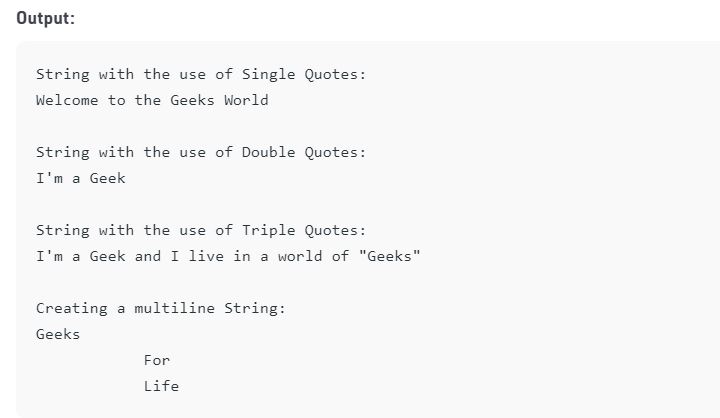 Output:
String with the use of Single Quotes:
Welcome to the Geeks World
String with the use of Double Quotes:
I'm a Geek
String with the use of Triple Quotes:
I'm a Geek and I live in a world of "Geeks"
Creating a multiline String:
Geeks
For
Life